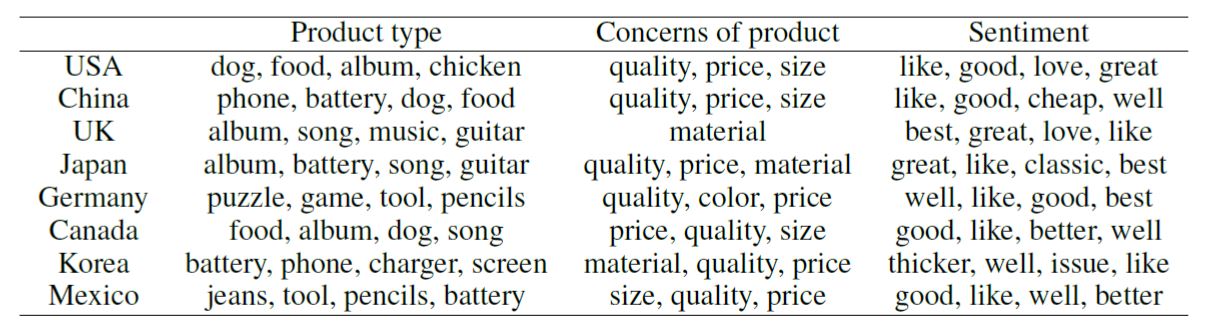 Product type Concerns of product Sentiment
USA dog, food, album, chicken quality, price, size like, good, love, great
China phone, battery, dog, food quality, price, size like, good, cheap, well
UK album, song, music, guitar material best, great, love, like
Japan album, battery, song, guitar quality, price, material great, like, classic, best
Germany puzzle, game, tool, pencils quality, color, price well, like, good, best
Canada food, album, dog, song price, quality, size good, like, better, well
Korea battery, phone, charger, screen material, quality, price thicker, well, issue, like
Mexico jeans, tool, pencils, battery size, quality, price good, like, well, better